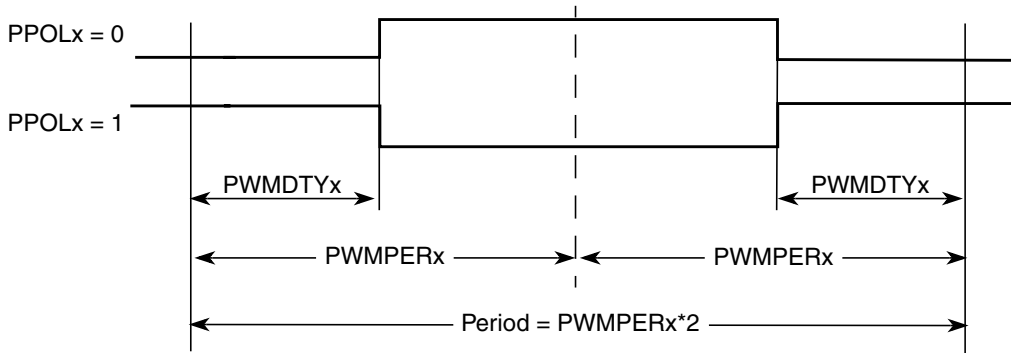 PPOLx = 0
PPOLx = 1
PWMDTYx
PWMDTYx
PWMPERx
PWMPERx
Period = PWMPERx*2